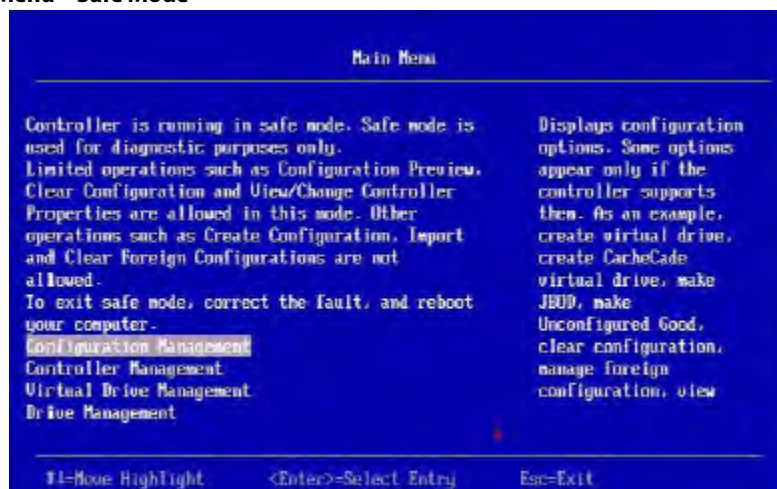 Main Menu
Controller is running in safe mode. Safe mode is
used for diagnostic purposes only.
Limited operations such as Configuration Preview,
Clear Configuration and View/Change Controller
Properties are allowed in this mode. Other
operations such as Create Configuration, Import
and Clear Foreign Configurations are not
allowed.
To exit safe mode, correct the fault, and reboot
your computer.
Configuration Management
Controller Management
Virtual Drive Management
Drive Management
Displays configuration
options. Some options
appear only if the
controller supports
them. As an example,
create virtual drive,
create CacheCade
virtual drive, make
JBOD, make
Unconfigured Good,
clear configuration,
manage foreign
configuration, view
↑↓=Move Highlight
<Enter>=Select Entry
Esc=Exit